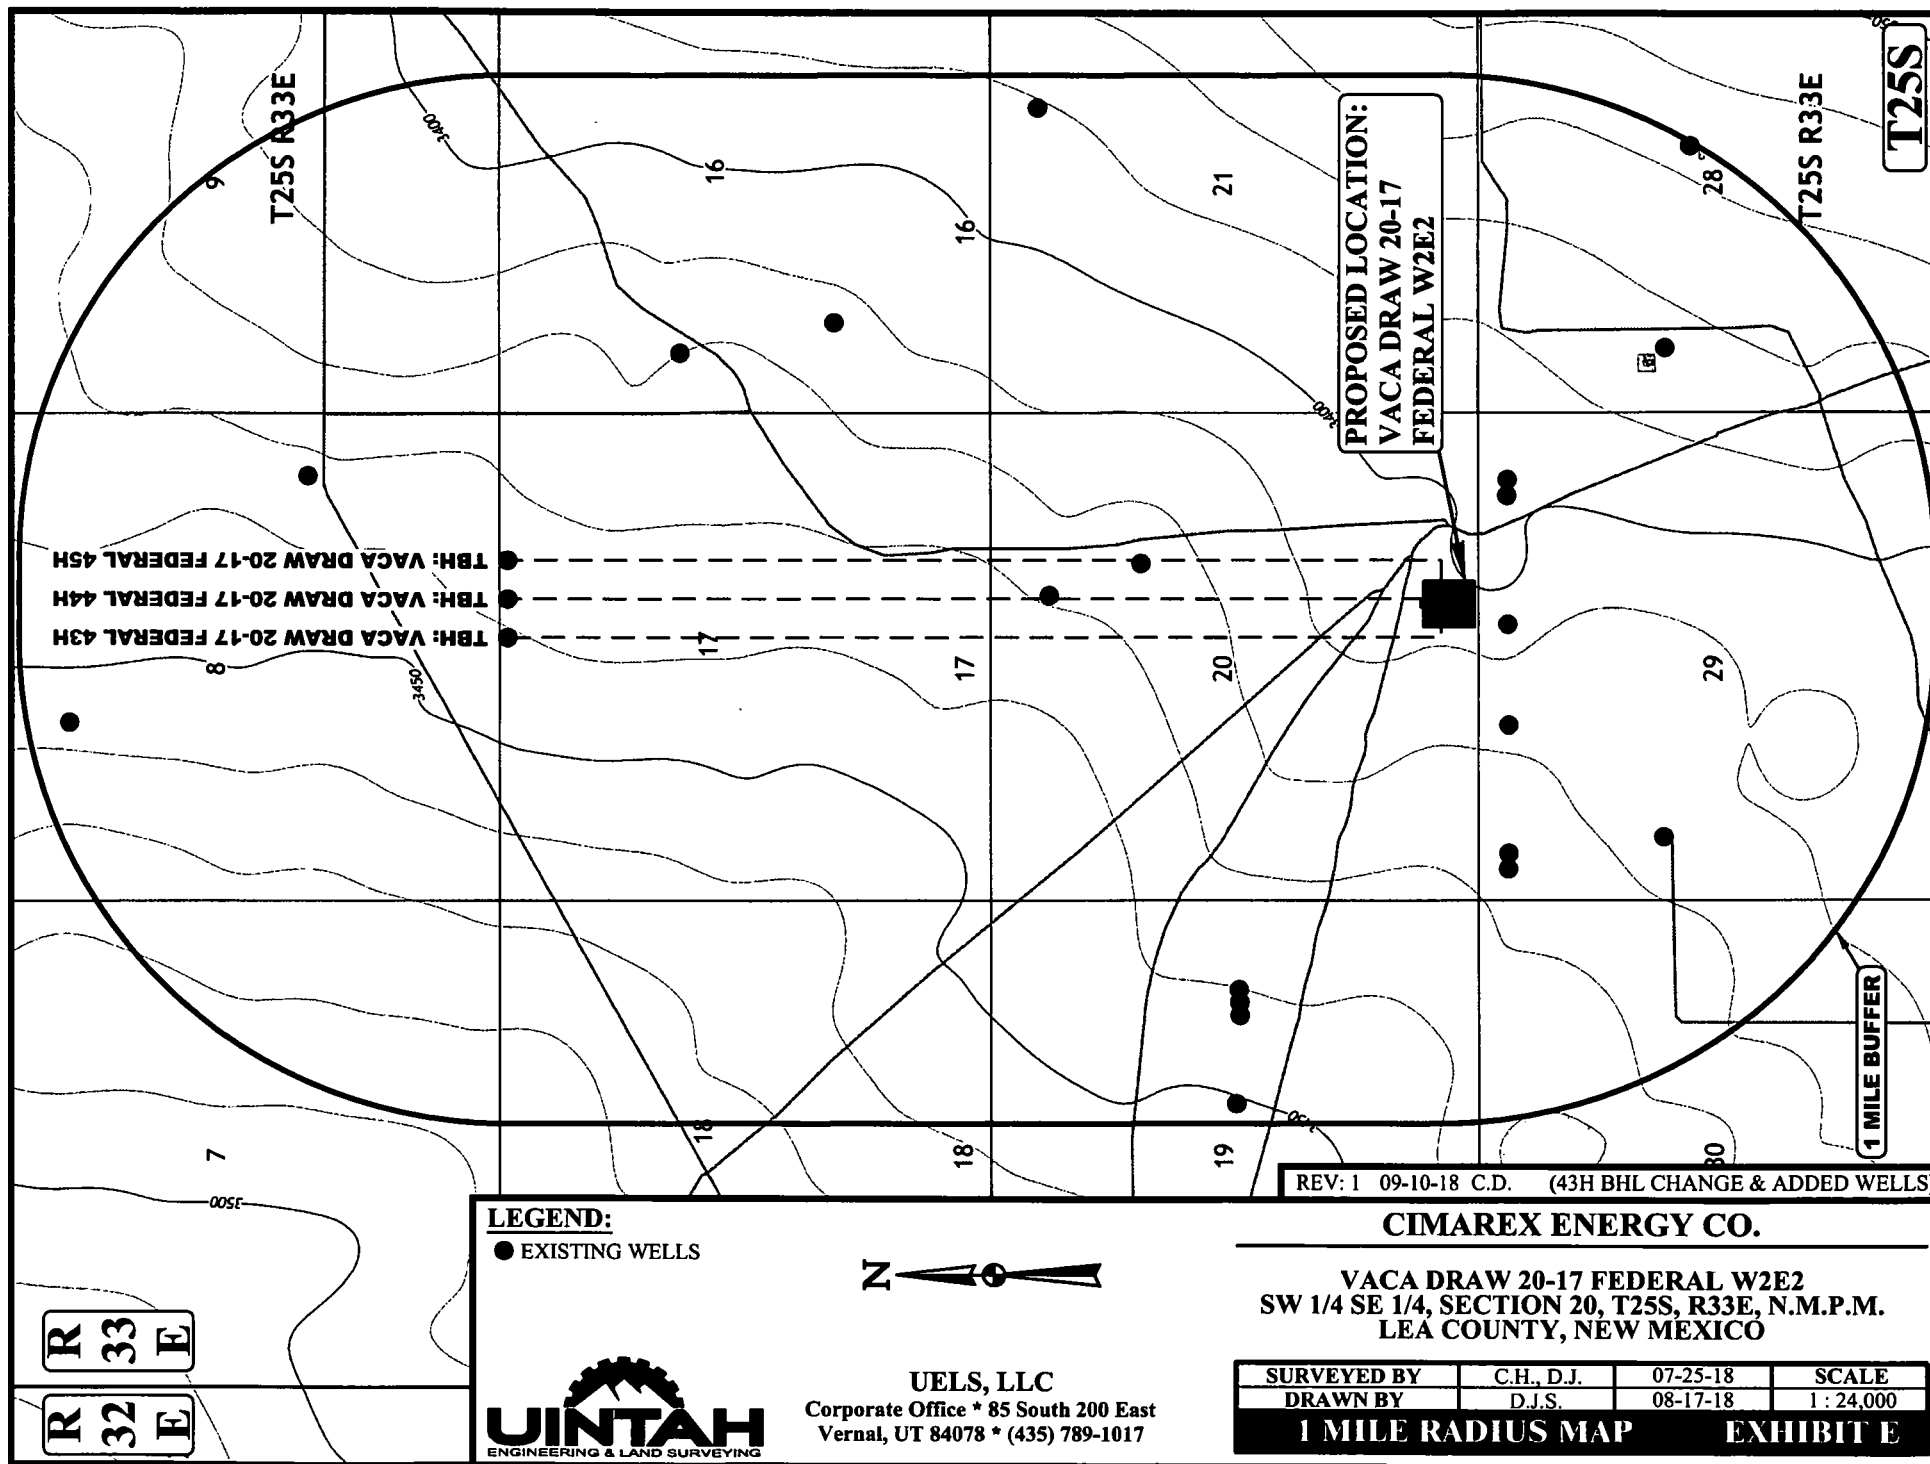 T25S
T25S R33E
T25S R33E
9
16
16
21
28
3400
3400
PROPOSED LOCATION:
VACA DRAW 20-17
FEDERAL W2E2
TBH: VACA DRAW 20-17 FEDERAL 45H
TBH: VACA DRAW 20-17 FEDERAL 44H
TBH: VACA DRAW 20-17 FEDERAL 43H
8
17
17
20
29
3450
7
18
18
19
30
3500
1 MILE BUFFER
REV: 1 09-10-18 C.D. (43H BHL CHANGE & ADDED WELLS)
LEGEND:
EXISTING WELLS
N
CIMAREX ENERGY CO.
VACA DRAW 20-17 FEDERAL W2E2
SW 1/4 SE 1/4, SECTION 20, T25S, R33E, N.M.P.M.
LEA COUNTY, NEW MEXICO
R 33 E
R 32 E
UINTAH
ENGINEERING & LAND SURVEYING
UELS, LLC
Corporate Office * 85 South 200 East
Vernal, UT 84078 * (435) 789-1017
SURVEYED BY C.H., D.J. 07-25-18 SCALE
DRAWN BY D.J.S. 08-17-18 1 : 24,000
1 MILE RADIUS MAP EXHIBIT E